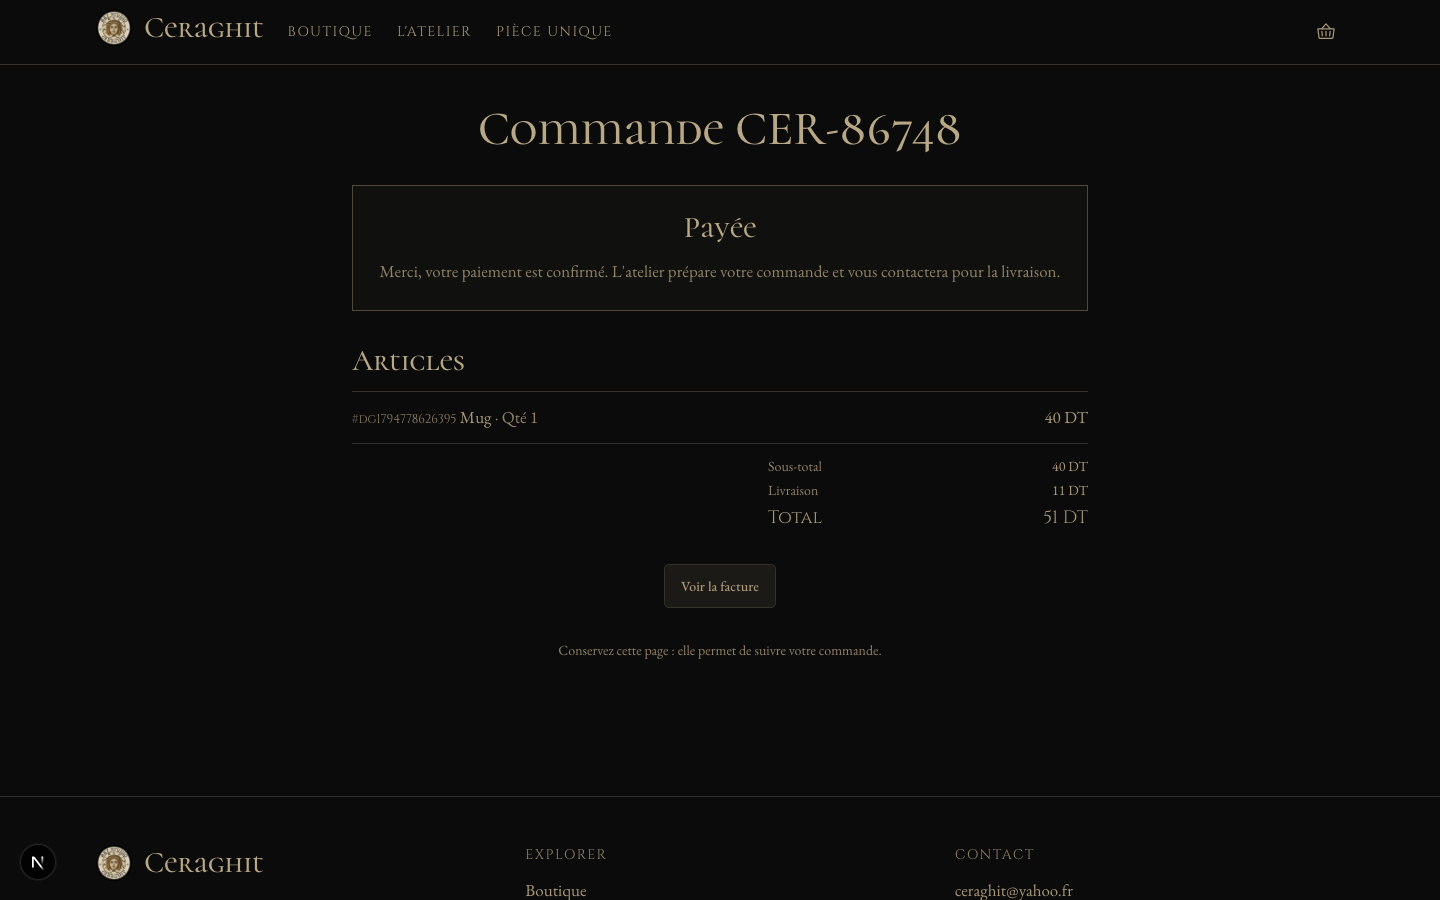 Ceraghit BOUTIQUE L'ATELIER PIÈCE UNIQUE
Commande CER-86748
Payée
Merci, votre paiement est confirmé. L'atelier prépare votre commande et vous contactera pour la livraison.
Articles
#DG1794778626395 Mug · Qté 1 40 DT
Sous-total 40 DT
Livraison 11 DT
Total 51 DT
Voir la facture
Conservez cette page : elle permet de suivre votre commande.
N
Ceraghit
EXPLORER
Boutique
CONTACT
ceraghit@yahoo.fr